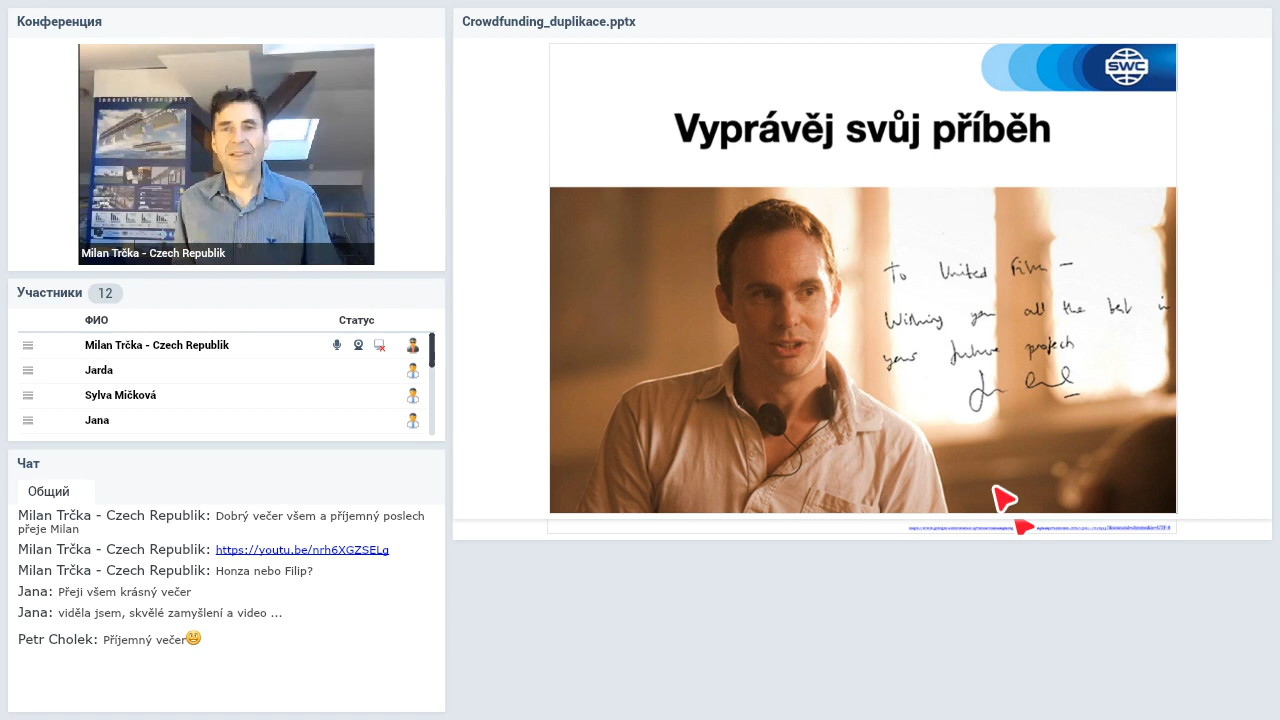 Конференция
innovative transport
Milan Trčka - Czech Republik
Участники 12
ФИО Статус
Milan Trčka - Czech Republik
Jarda
Sylva Mičková
Jana
Чат
Общий
Milan Trčka - Czech Republik: Dobrý večer vám a příjemný poslech
přeje Milan
Milan Trčka - Czech Republik: https://youtu.be/nrh6XGZSELg
Milan Trčka - Czech Republik: Honza nebo Filip?
Jana: Přeji všem krásný večer
Jana: viděla jsem, skvělé zamyšlení a video ...
Petr Cholek: Příjemný večer
Crowdfunding_duplikace.pptx
SWC
Vyprávěj svůj příběh
To United Film –
Wishing you all the best in
your future projects